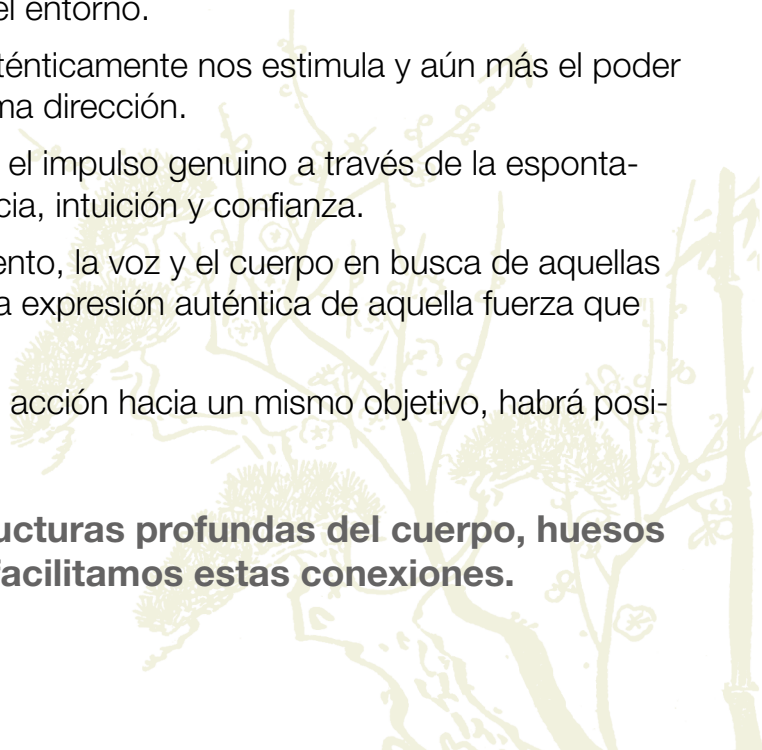 el entorno.
ténticamente nos estimula y aún más el poder
ma dirección.
el impulso genuino a través de la esponta-
cia, intuición y confianza.
ento, la voz y el cuerpo en busca de aquellas
a expresión auténtica de aquella fuerza que
acción hacia un mismo objetivo, habrá posi-
ucturas profundas del cuerpo, huesos
facilitamos estas conexiones.